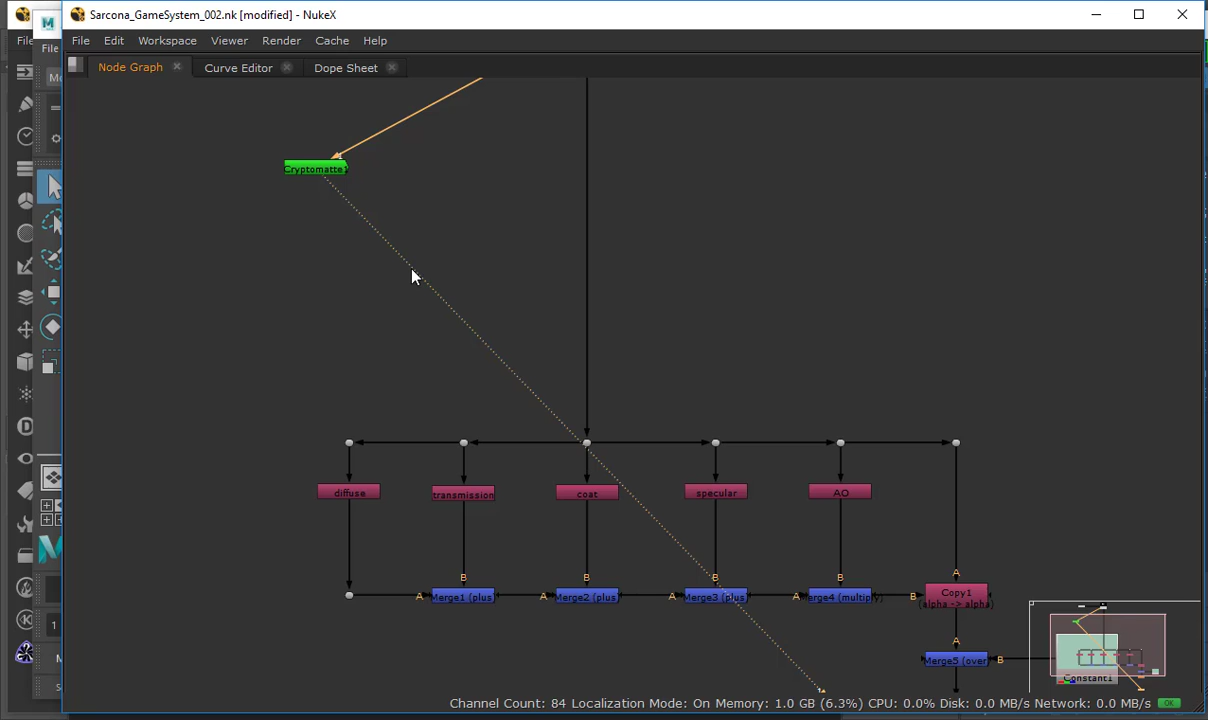 Sarcona_GameSystem_002.nk [modified] - NukeX
File Edit Workspace Viewer Render Cache Help
Node Graph Curve Editor Dope Sheet
Cryptomatte
diffuse transmission coat specular AO
B B B B A
A Merge1 (plus A Merge2 (plus A Merge3 (plus A Merge4 (multiply) B Copy1
(alpha -> alpha)
A
Merge5 (over B
Constant1
Channel Count: 84 Localization Mode: On Memory: 1.0 GB (6.3%) CPU: 0.0% Disk: 0.0 MB/s Network: 0.0 MB/s OK